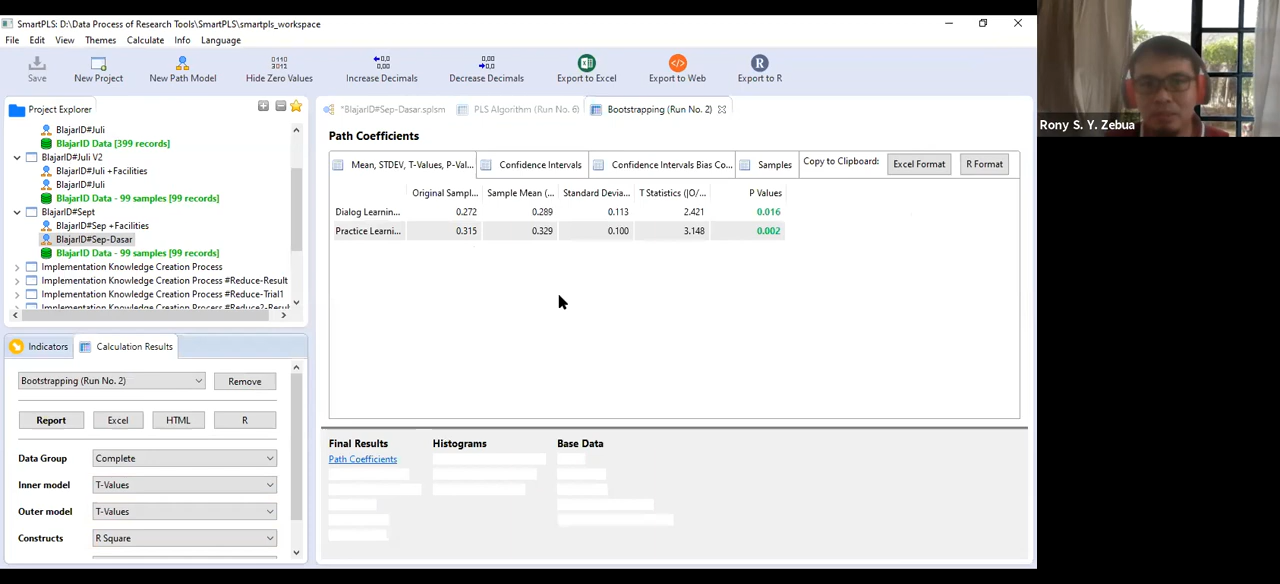 SmartPLS: D:\Data Process of Research Tools\SmartPLS\smartpls_workspace
File Edit View Themes Calculate Info Language
Save New Project New Path Model Hide Zero Values Increase Decimals Decrease Decimals Export to Excel Export to Web Export to R
Project Explorer
BlajarID#Juli
BlajarID Data [399 records]
BlajarID#Juli V2
BlajarID#Juli +Facilities
BlajarID#Juli
BlajarID Data - 99 samples [99 records]
BlajarID#Sept
BlajarID#Sep +Facilities
BlajarID#Sep-Dasar
BlajarID Data - 99 samples [99 records]
Implementation Knowledge Creation Process
Implementation Knowledge Creation Process #Reduce-Result
Implementation Knowledge Creation Process #Reduce-Trial1
Implementation Knowledge Creation Process #Reduce2-Result
Indicators Calculation Results
Bootstrapping (Run No. 2) Remove
Report Excel HTML R
Data Group Complete
Inner model T-Values
Outer model T-Values
Constructs R Square
*BlajarID#Sep-Dasar.splsm PLS Algorithm (Run No. 6) Bootstrapping (Run No. 2)
Path Coefficients
Mean, STDEV, T-Values, P-Val... Confidence Intervals Confidence Intervals Bias Co... Samples Copy to Clipboard: Excel Format R Format
Original Sampl... Sample Mean (... Standard Devia... T Statistics (|O/... P Values
Dialog Learnin... 0.272 0.289 0.113 2.421 0.016
Practice Learni... 0.315 0.329 0.100 3.148 0.002
Final Results Histograms Base Data
Path Coefficients
Rony S. Y. Zebua